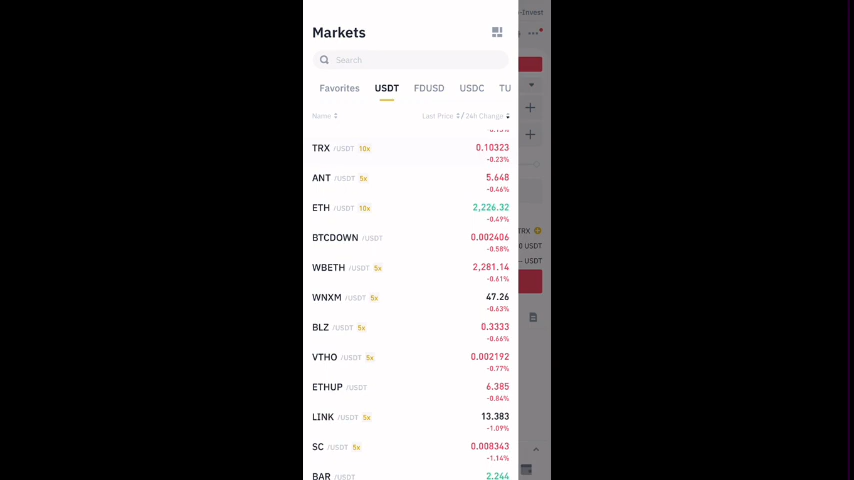 Markets
-Invest
Search
Favorites USDT FDUSD USDC TU
Name Last Price / 24h Change
TRX /USDT 10x 0.10323
-0.23%
ANT /USDT 5x 5.648
-0.46%
ETH /USDT 10x 2,226.32
-0.49%
TRX
BTCDOWN /USDT 0.002406
0 USDT
-0.58%
-- USDT
WBETH /USDT 5x 2,281.14
-0.61%
WNXM /USDT 5x 47.26
-0.63%
BLZ /USDT 5x 0.3333
-0.66%
VTHO /USDT 5x 0.002192
-0.77%
ETHUP /USDT 6.385
-0.84%
LINK /USDT 5x 13.383
-1.09%
SC /USDT 5x 0.008343
-1.14%
BAR /USDT 2.244